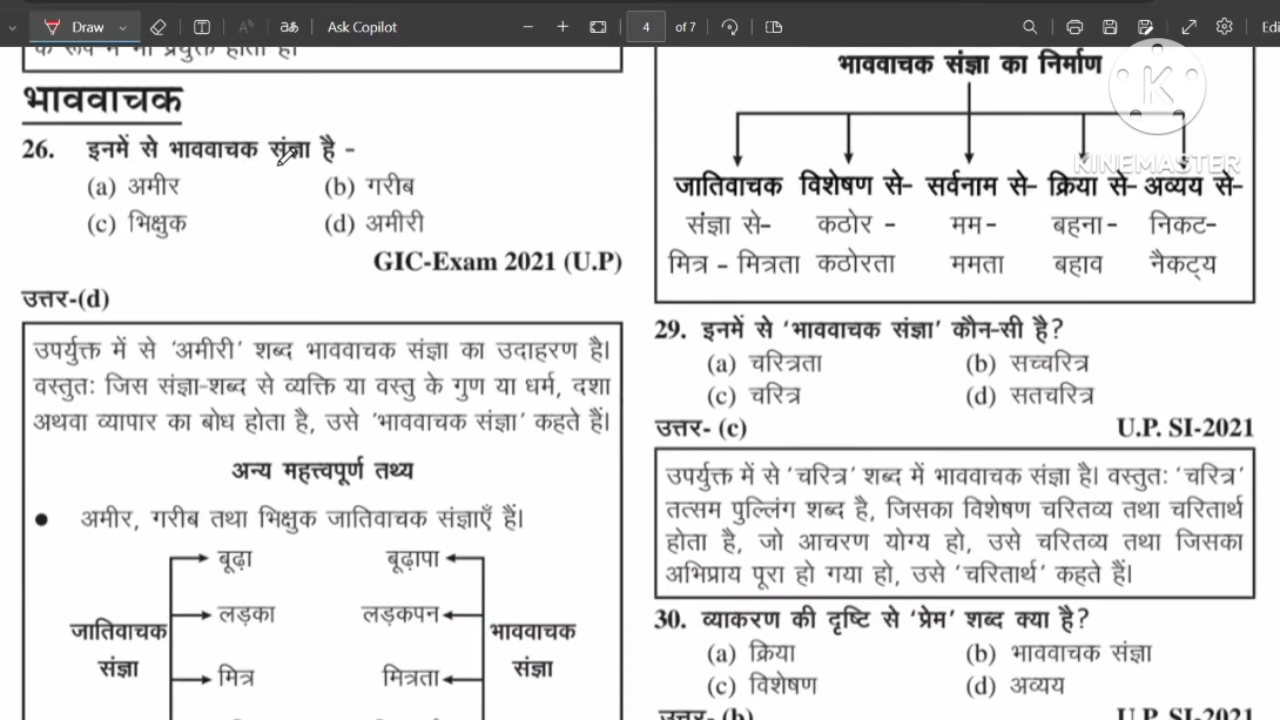 Draw
Ask Copilot
4
of 7
Edi
के रूप में भी प्रयुक्त होता है।
भाववाचक
26. इनमें से भाववाचक संज्ञा है -
(a) अमीर (b) गरीब
(c) भिक्षुक (d) अमीरी
GIC-Exam 2021 (U.P)
उत्तर-(d)
उपर्युक्त में से 'अमीरी' शब्द भाववाचक संज्ञा का उदाहरण है।
वस्तुतः जिस संज्ञा-शब्द से व्यक्ति या वस्तु के गुण या धर्म, दशा
अथवा व्यापार का बोध होता है, उसे 'भाववाचक संज्ञा' कहते हैं।
अन्य महत्त्वपूर्ण तथ्य
● अमीर, गरीब तथा भिक्षुक जातिवाचक संज्ञाएँ हैं।
बूढ़ा बूढ़ापा
लड़का लड़कपन
जातिवाचक भाववाचक
संज्ञा संज्ञा
मित्र मित्रता
भाववाचक संज्ञा का निर्माण
K
KINEMASTER
जातिवाचक विशेषण से- सर्वनाम से- क्रिया से- अव्यय से-
संज्ञा से- कठोर - मम - बहना - निकट-
मित्र - मित्रता कठोरता ममता बहाव नैकट्य
29. इनमें से 'भाववाचक संज्ञा' कौन-सी है?
(a) चरित्रता (b) सच्चरित्र
(c) चरित्र (d) सतचरित्र
उत्तर- (c) U.P. SI-2021
उपर्युक्त में से 'चरित्र' शब्द में भाववाचक संज्ञा है। वस्तुतः 'चरित्र'
तत्सम पुल्लिंग शब्द है, जिसका विशेषण चरितव्य तथा चरितार्थ
होता है, जो आचरण योग्य हो, उसे चरितव्य तथा जिसका
अभिप्राय पूरा हो गया हो, उसे 'चरितार्थ' कहते हैं।
30. व्याकरण की दृष्टि से 'प्रेम' शब्द क्या है?
(a) क्रिया (b) भाववाचक संज्ञा
(c) विशेषण (d) अव्यय
उत्तर- (b) U.P. SI-2021